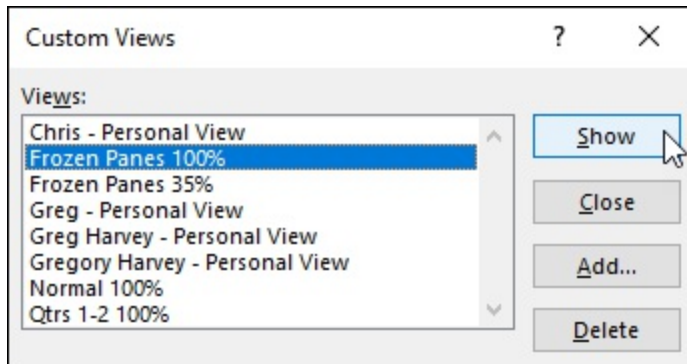 Custom Views ? ×
Views:
Chris - Personal View
Frozen Panes 100%
Frozen Panes 35%
Greg - Personal View
Greg Harvey - Personal View
Gregory Harvey - Personal View
Normal 100%
Qtrs 1-2 100%
Show
Close
Add...
Delete